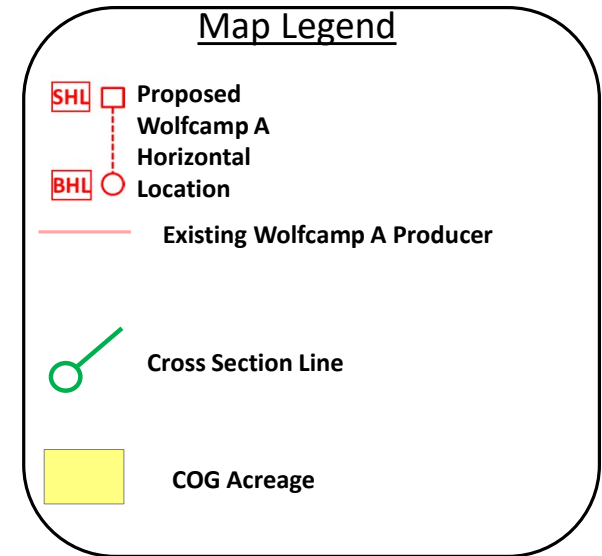 Map Legend
SHL Proposed
Wolfcamp A
Horizontal
BHL Location
Existing Wolfcamp A Producer
Cross Section Line
COG Acreage